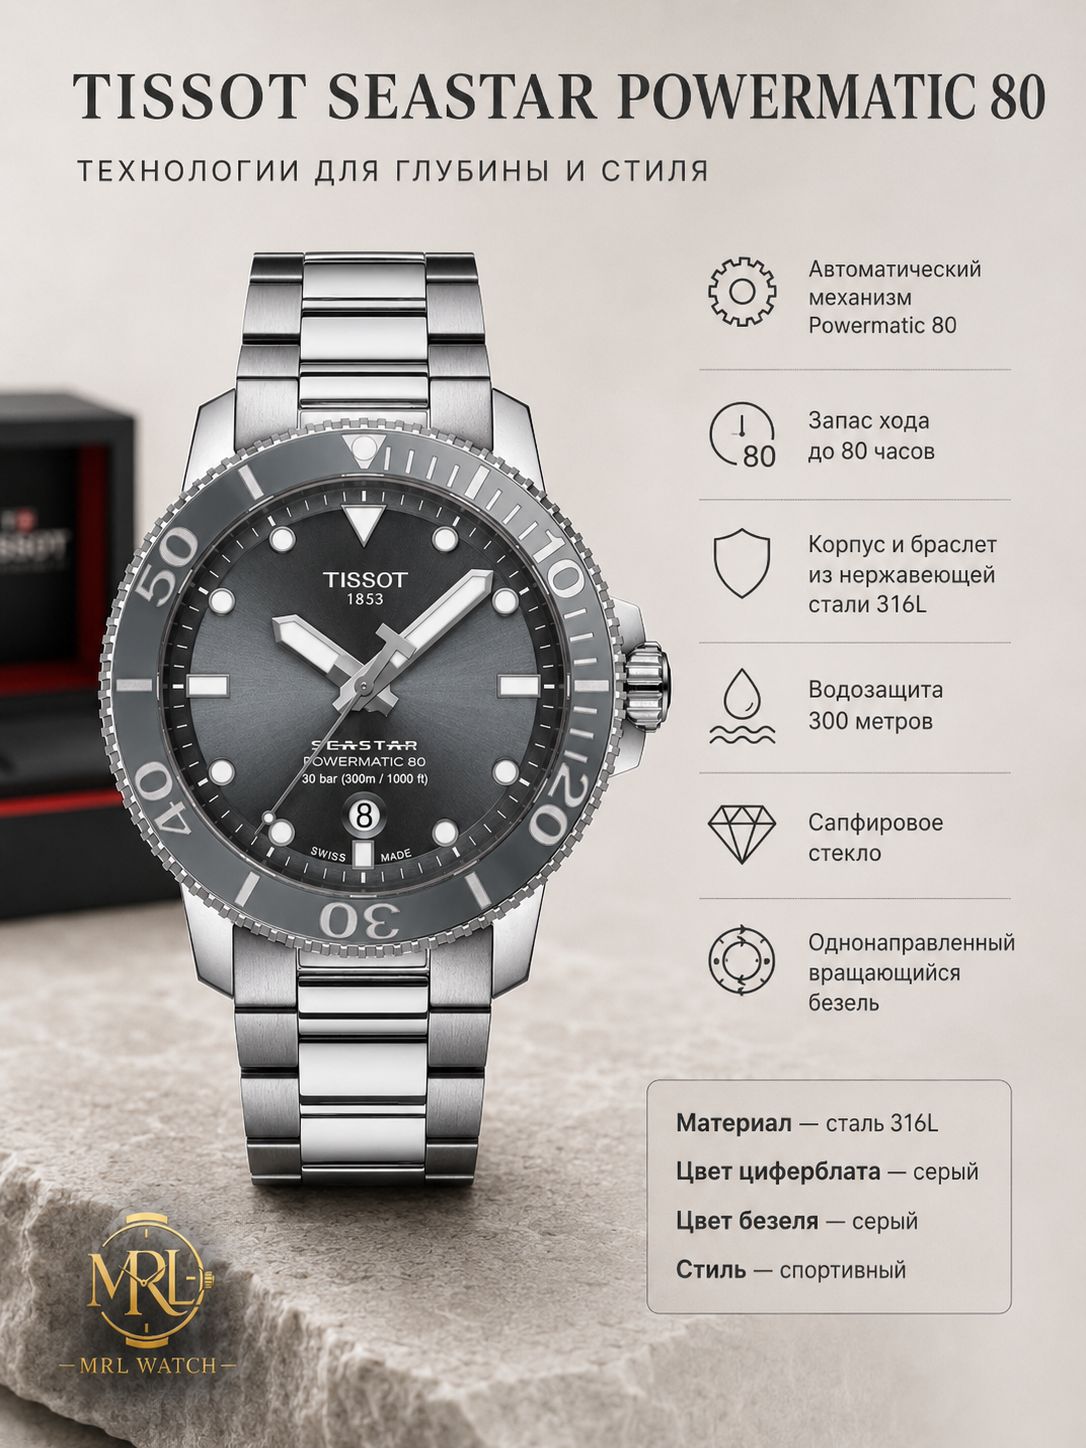 TISSOT SEASTAR POWERMATIC 80
ТЕХНОЛОГИИ ДЛЯ ГЛУБИНЫ И СТИЛЯ
Автоматический
механизм
Powermatic 80
80
Запас хода
до 80 часов
Корпус и браслет
из нержавеющей
стали 316L
Водозащита
300 метров
Сапфировое
стекло
Однонаправленный
вращающийся
безель
10
20
30
40
50
TISSOT
1853
SEASTAR
POWERMATIC 80
30 bar (300m / 1000 ft)
8
SWISS MADE
Материал — сталь 316L
Цвет циферблата — серый
Цвет безеля — серый
Стиль — спортивный
MRL
MRL WATCH